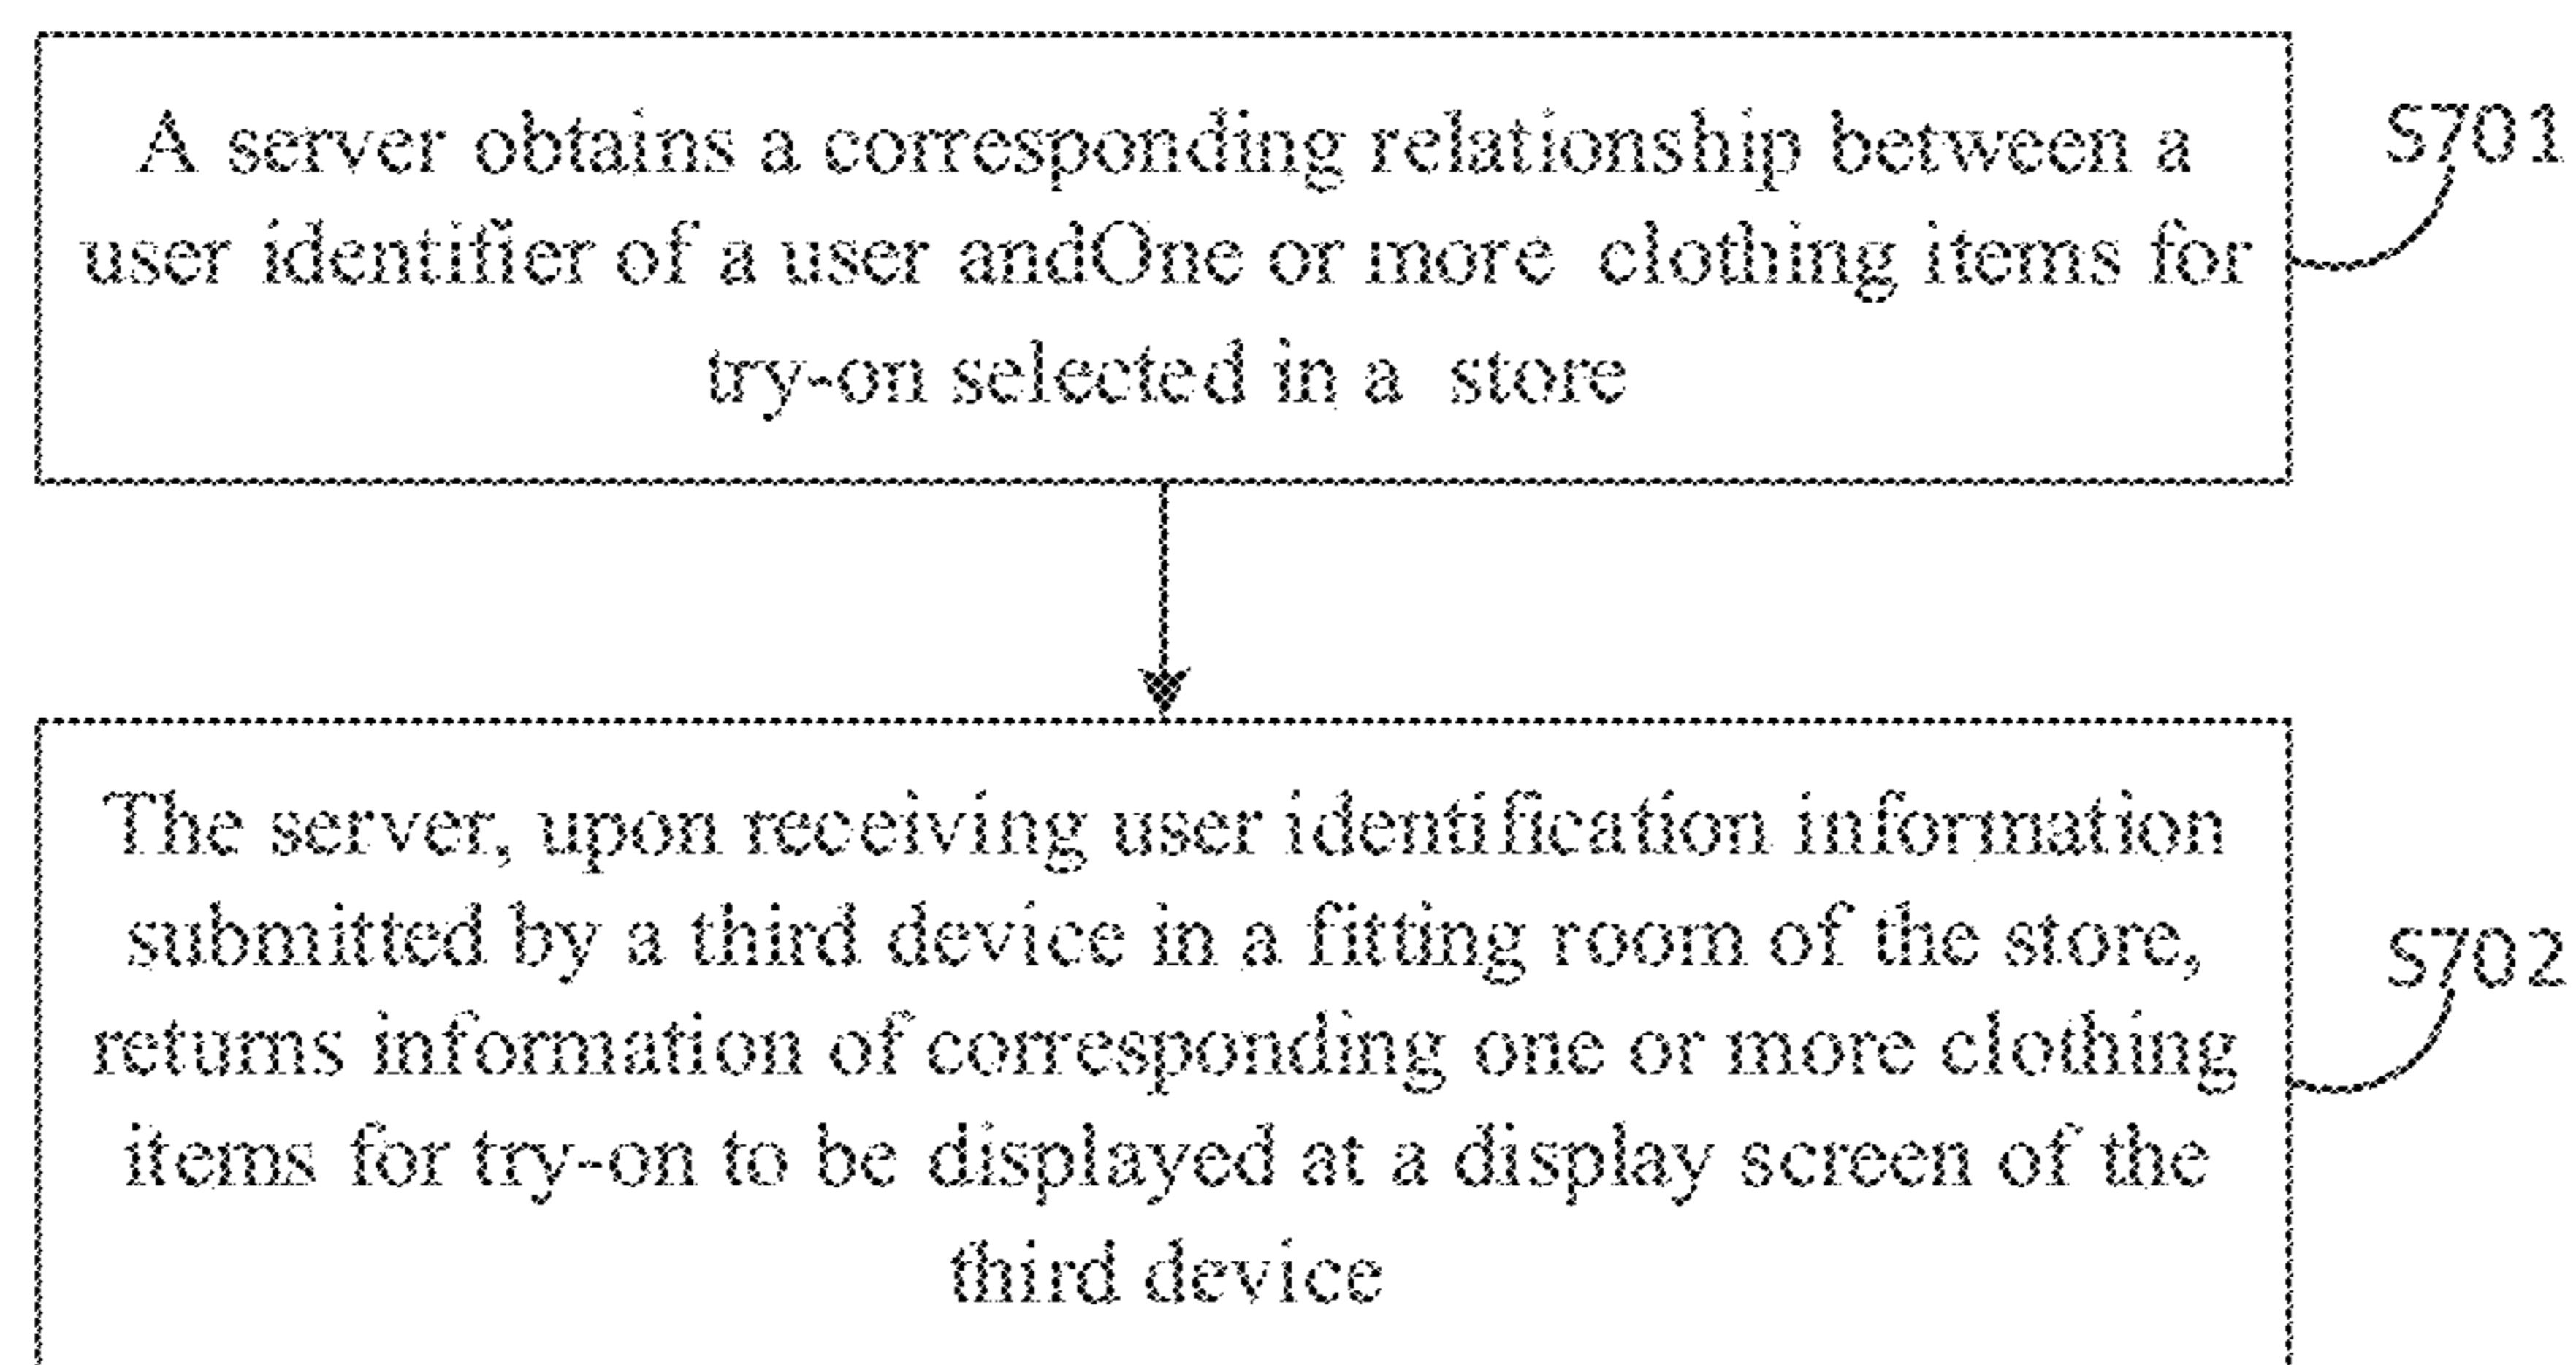 A server obtains a corresponding relationship between a
user identifier of a user andOne or more clothing items for
try-on selected in a store
S701
The server, upon receiving user identification information
submitted by a third device in a fitting room of the store,
returns information of corresponding one or more clothing
items for try-on to be displayed at a display screen of the
third device
S702